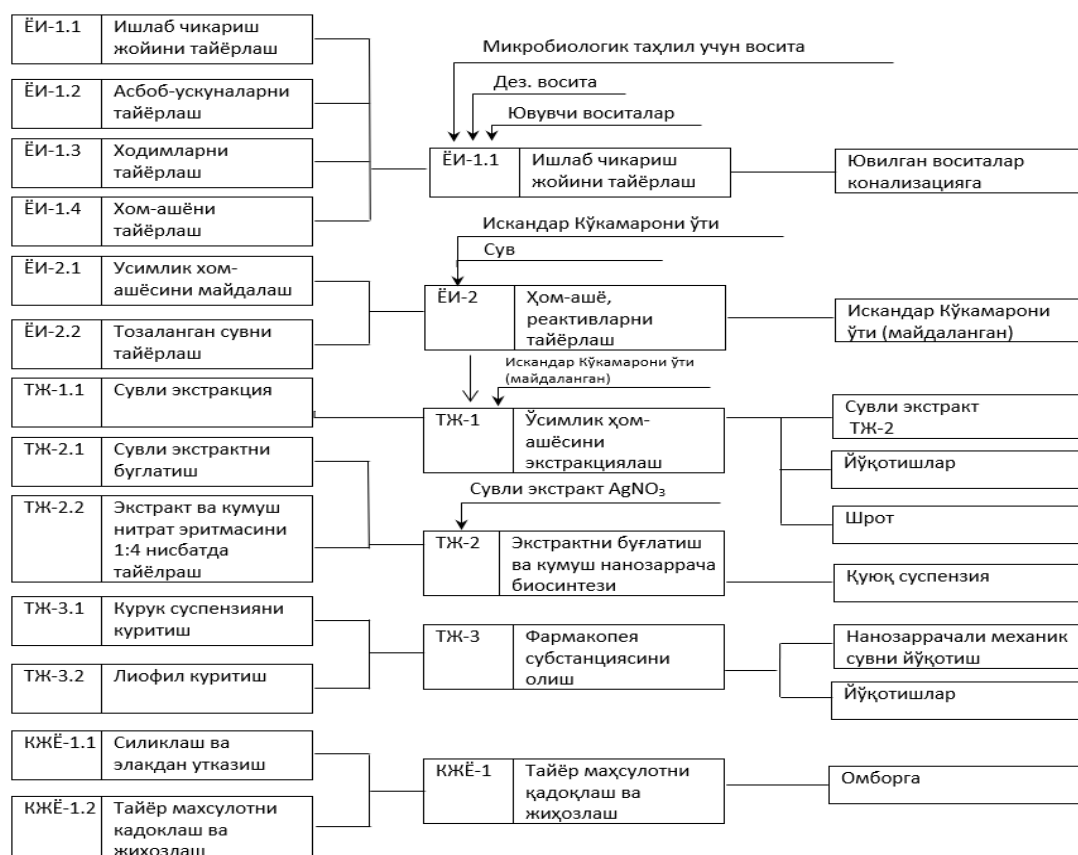 ЁИ-1.1 Ишлаб чикариш
жойини тайёрлаш
ЁИ-1.2 Асбоб-ускуналарни
тайёрлаш
ЁИ-1.3 Ходимларни
тайёрлаш
ЁИ-1.4 Хом-ашёни
тайёрлаш
Микробиологик таҳлил учун восита
Дез. восита
Ювувчи воситалар
ЁИ-1.1 Ишлаб чикариш
жойини тайёрлаш
Ювилган воситалар
конализацияга
ЁИ-2.1 Усимлик хом-
ашёсини майдалаш
ЁИ-2.2 Тозаланган сувни
тайёрлаш
Искандар Кўкамарони ўти
Сув
ЁИ-2 Ҳом-ашё,
реактивларни
тайёрлаш
Искандар Кўкамарони
ўти (майдаланган)
ТЖ-1.1 Сувли экстракция
Искандар Кўкамарони ўти
(майдаланган)
ТЖ-1 Ўсимлик ҳом-
ашёсини
экстракциялаш
Сувли экстракт
ТЖ-2
Йўқотишлар
Шрот
ТЖ-2.1 Сувли экстрактни
буглатиш
ТЖ-2.2 Экстракт ва кумуш
нитрат эритмасини
1:4 нисбатда
тайёлраш
Сувли экстракт AgNO₃
ТЖ-2 Экстрактни буғлатиш
ва кумуш нанозаррача
биосинтези
Қуюқ суспензия
ТЖ-3.1 Курук суспензияни
куритиш
ТЖ-3.2 Лиофил куритиш
ТЖ-3 Фармакопея
субстанциясини
олиш
Нанозаррачали механик
сувни йўқотиш
Йўқотишлар
КЖЁ-1.1 Силиклаш ва
элакдан утказиш
КЖЁ-1.2 Тайёр махсулотни
кадоклаш ва
жихозлаш
КЖЁ-1 Тайёр маҳсулотни
қадоқлаш ва
жиҳозлаш
Омборга